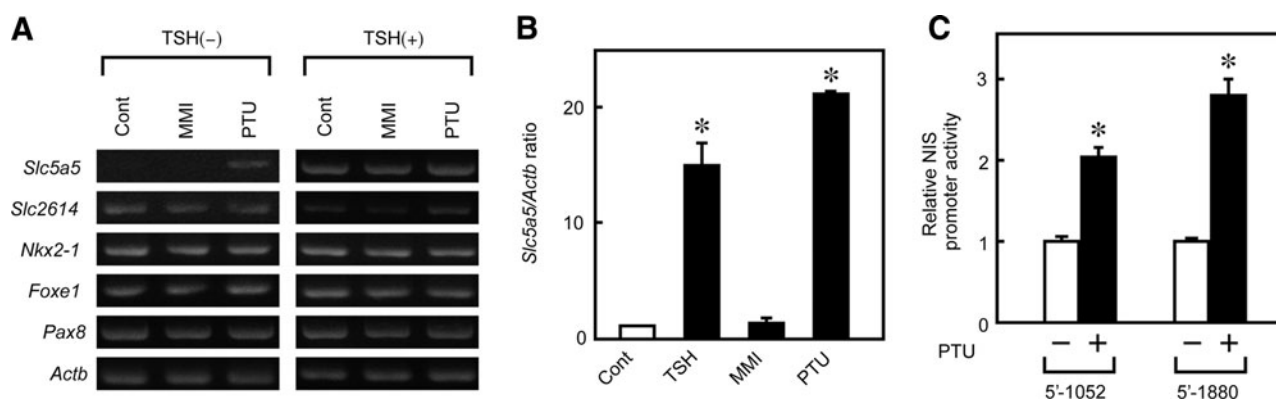 A
TSH(−) TSH(+)
Cont MMI PTU Cont MMI PTU
Slc5a5
Slc2614
Nkx2-1
Foxe1
Pax8
Actb
B
Slc5a5/Actb ratio
20
10
0
* *
Cont TSH MMI PTU
C
Relative NIS
promoter activity
3
2
1
0
* *
PTU − + − +
5'-1052 5'-1880